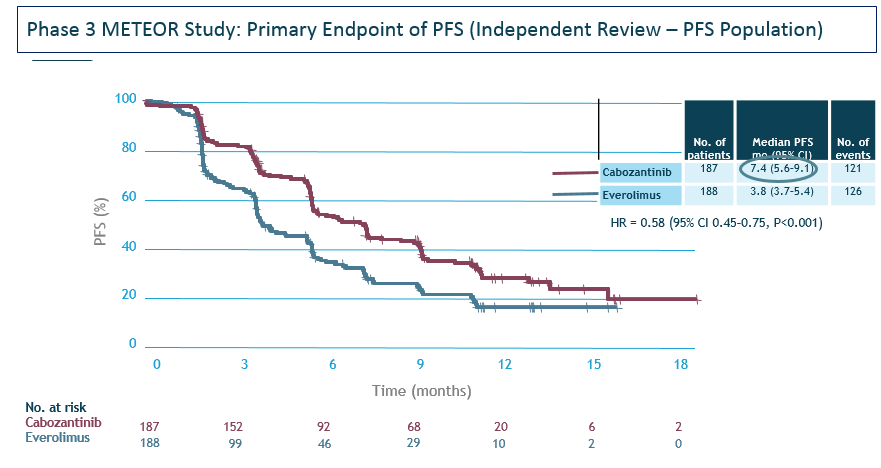 Phase 3 METEOR Study: Primary Endpoint of PFS (Independent Review – PFS Population)
No. of patients
Median PFS mo (95% CI)
No. of events
Cabozantinib 187 7.4 (5.6-9.1) 121
Everolimus 188 3.8 (3.7-5.4) 126
HR = 0.58 (95% CI 0.45-0.75, P<0.001)
PFS (%)
100
80
60
40
20
0
0 3 6 9 12 15 18
Time (months)
No. at risk
Cabozantinib 187 152 92 68 20 6 2
Everolimus 188 99 46 29 10 2 0